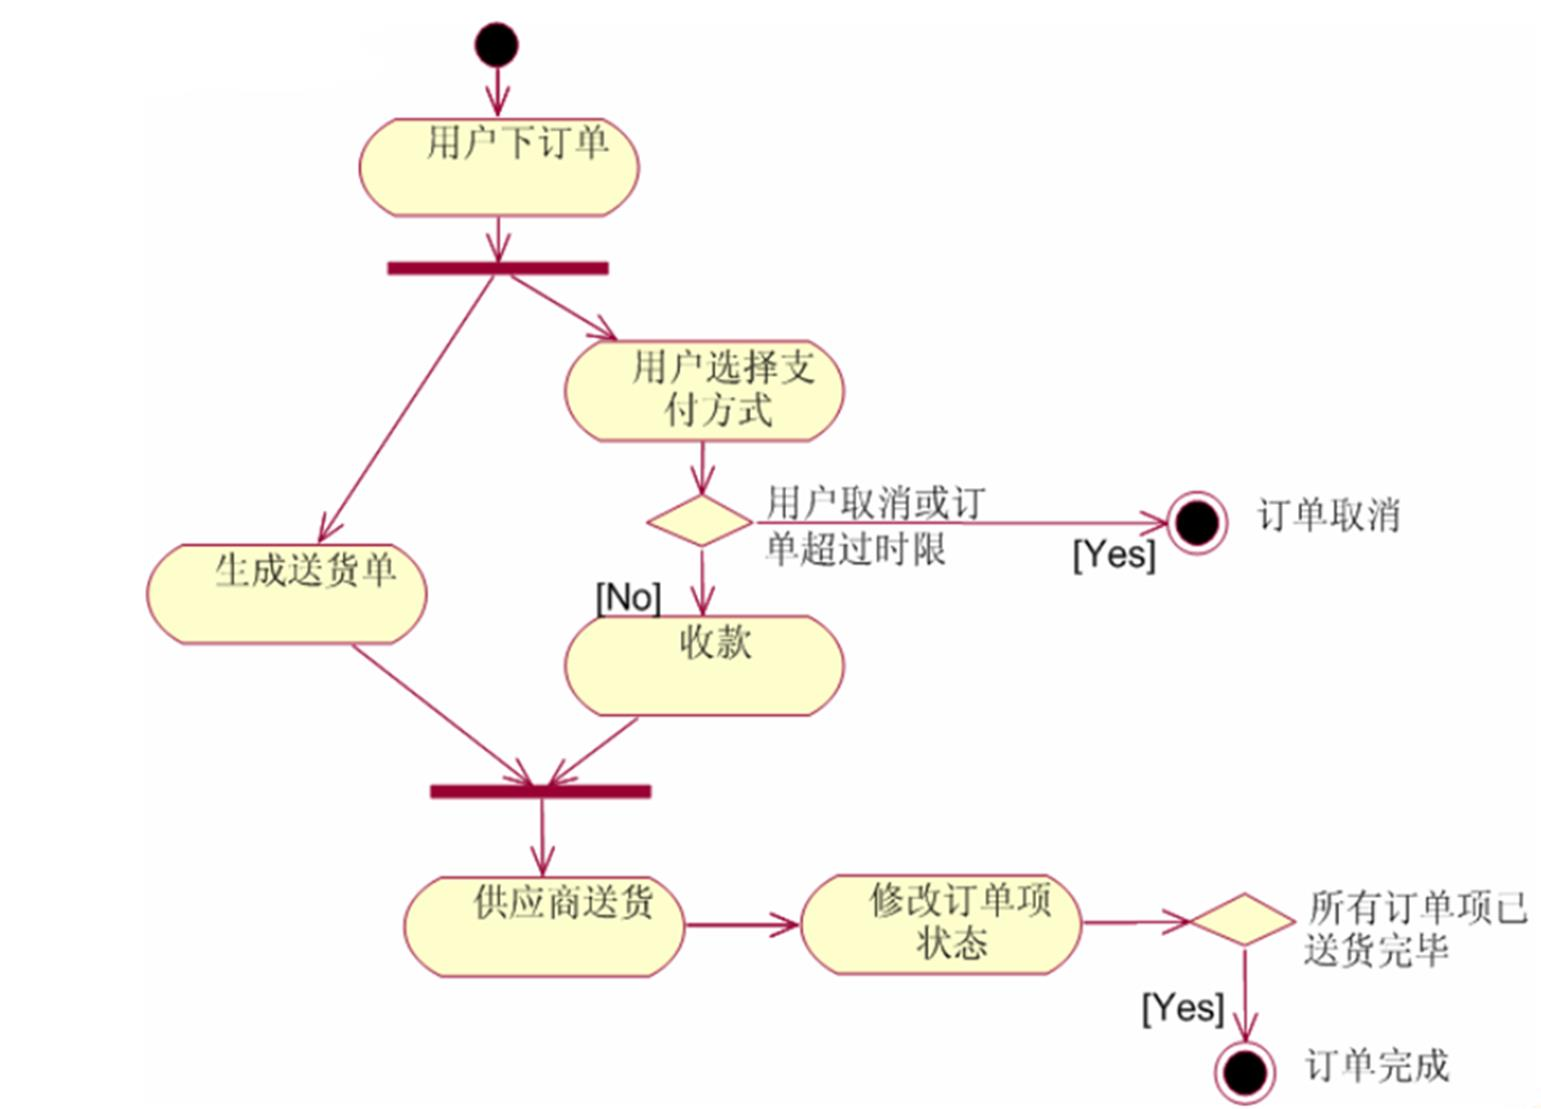 用户下订单
用户选择支
付方式
用户取消或订
单超过时限
[Yes]
订单取消
生成送货单
[No]
收款
供应商送货
修改订单项
状态
所有订单项已
送货完毕
[Yes]
订单完成